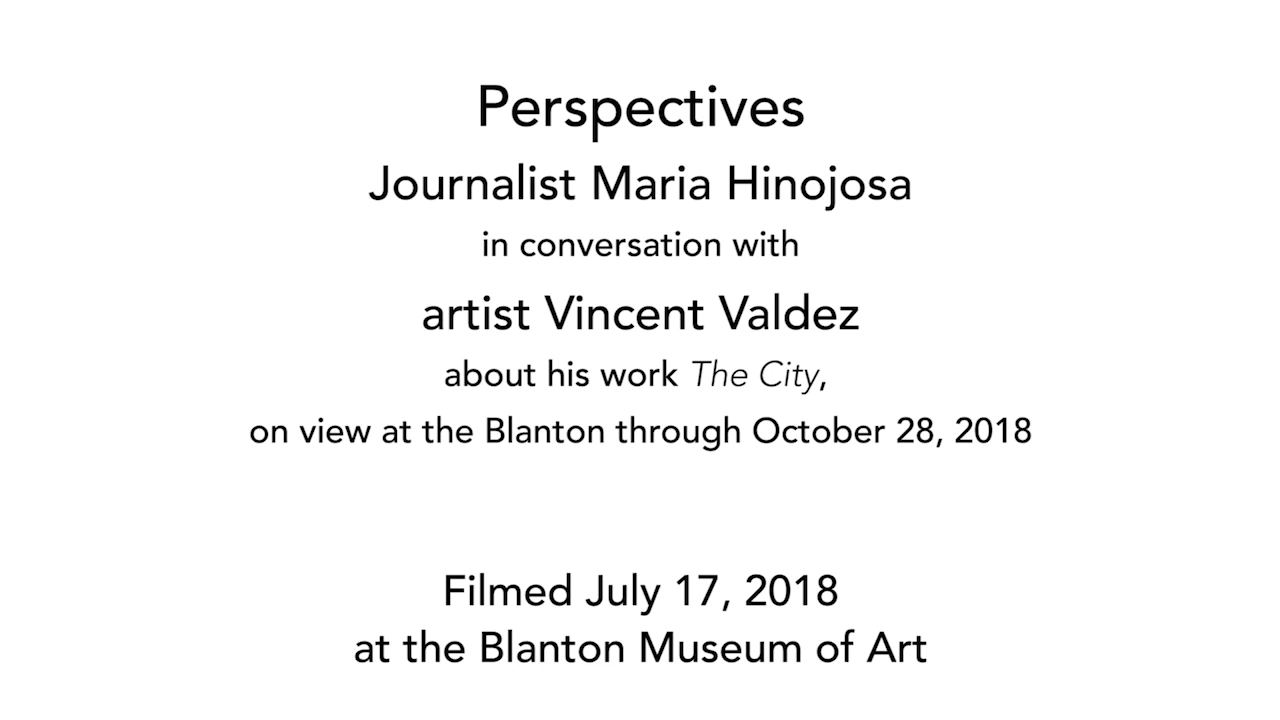 Perspectives
Journalist Maria Hinojosa
in conversation with
artist Vincent Valdez
about his work The City,
on view at the Blanton through October 28, 2018
Filmed July 17, 2018
at the Blanton Museum of Art